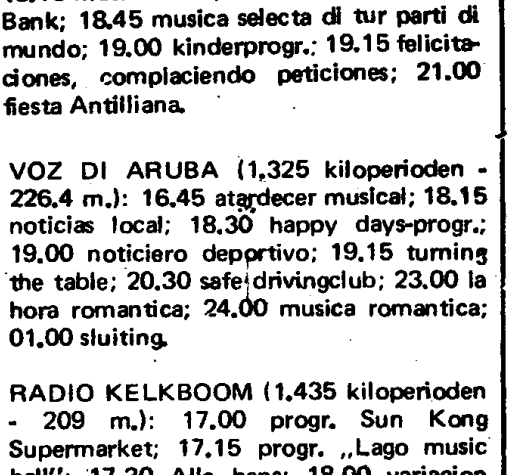 Bank; 18.45 musica selecta di tur parti di
mundo; 19.00 kinderprogr.; 19.15 felicita-
ciones, complaciendo peticiones; 21.00
fiesta Antilliana.
VOZ DI ARUBA (1.325 kiloperioden -
226.4 m.): 16.45 atardecer musical; 18.15
noticias local; 18.30 happy days-progr.;
19.00 noticiero deportivo; 19.15 turning
the table; 20.30 safe drivingclub; 23.00 la
hora romantica; 24.00 musica romantica;
01.00 sluiting.
RADIO KELKBOOM (1.435 kiloperioden
- 209 m.): 17.00 progr. Sun Kong
Supermarket; 17.15 progr. ,,Lago music